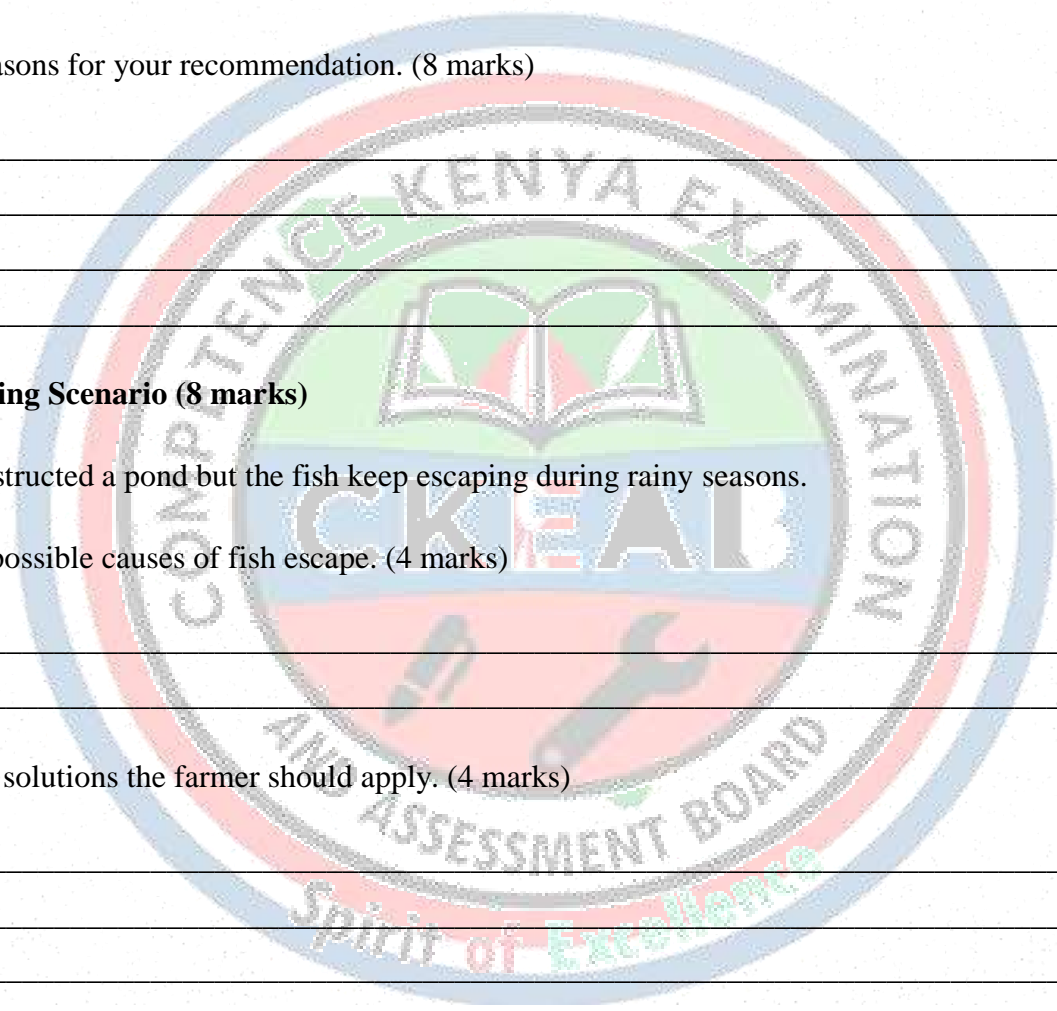 asons for your recommendation. (8 marks)
ing Scenario (8 marks)
structed a pond but the fish keep escaping during rainy seasons.
possible causes of fish escape. (4 marks)
solutions the farmer should apply. (4 marks)
COMPETENCE KENYA EXAMINATION
AND ASSESSMENT BOARD
CKEAB
Spirit of Excellence